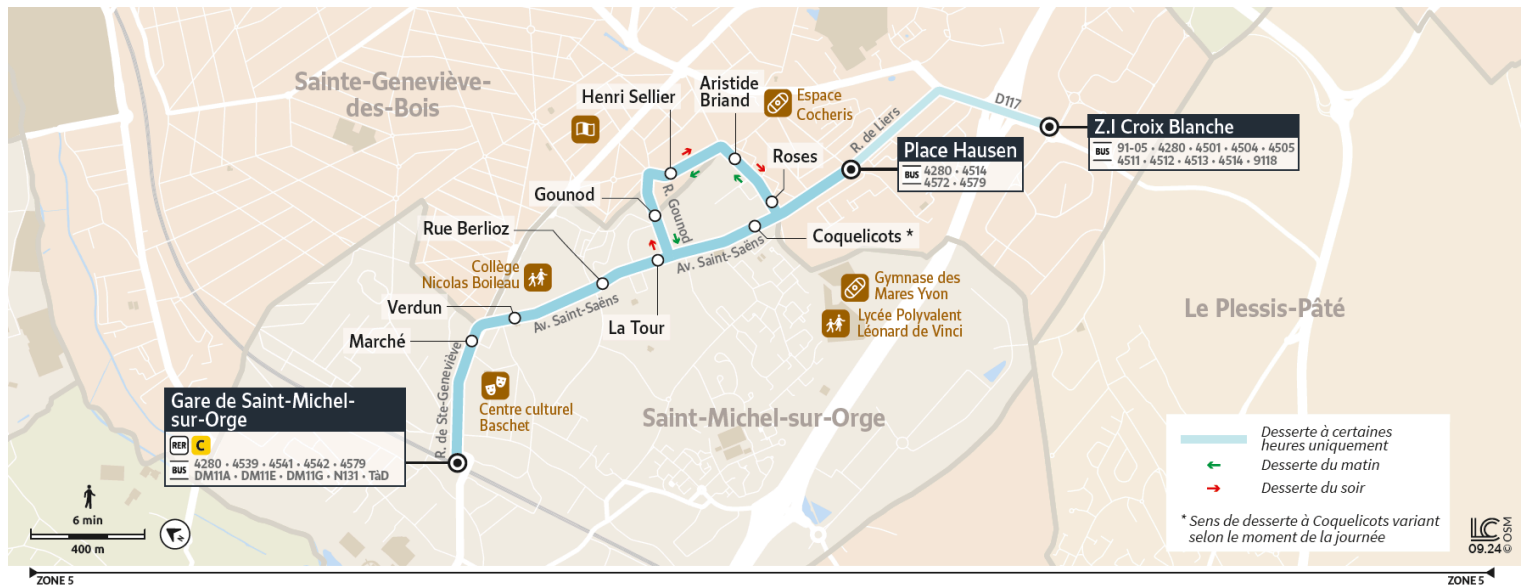 Sainte-Geneviève-
des-Bois
Henri Sellier
Aristide
Briand
Espace
Cocheris
R. de Liers
D117
Z.I Croix Blanche
BUS
91-05 • 4280 • 4501 • 4504 • 4505
4511 • 4512 • 4513 • 4514 • 9118
Place Hausen
BUS
4280 • 4514
4572 • 4579
Roses
Gounod
R. Gounod
Rue Berlioz
Coquelicots *
Av. Saint-Saëns
Collège
Nicolas Boileau
Gymnase des
Mares Yvon
Verdun
Av. Saint-Saëns
La Tour
Lycée Polyvalent
Léonard de Vinci
Le Plessis-Pâté
Marché
R. de Ste-Geneviève
Centre culturel
Baschet
Saint-Michel-sur-Orge
Gare de Saint-Michel-
sur-Orge
RER C
BUS
4280 • 4539 • 4541 • 4542 • 4579
DM11A • DM11E • DM11G • N131 • TàD
Desserte à certaines
heures uniquement
Desserte du matin
Desserte du soir
* Sens de desserte à Coquelicots variant
selon le moment de la journée
6 min
400 m
LC
09.24 © OSM
ZONE 5
ZONE 5